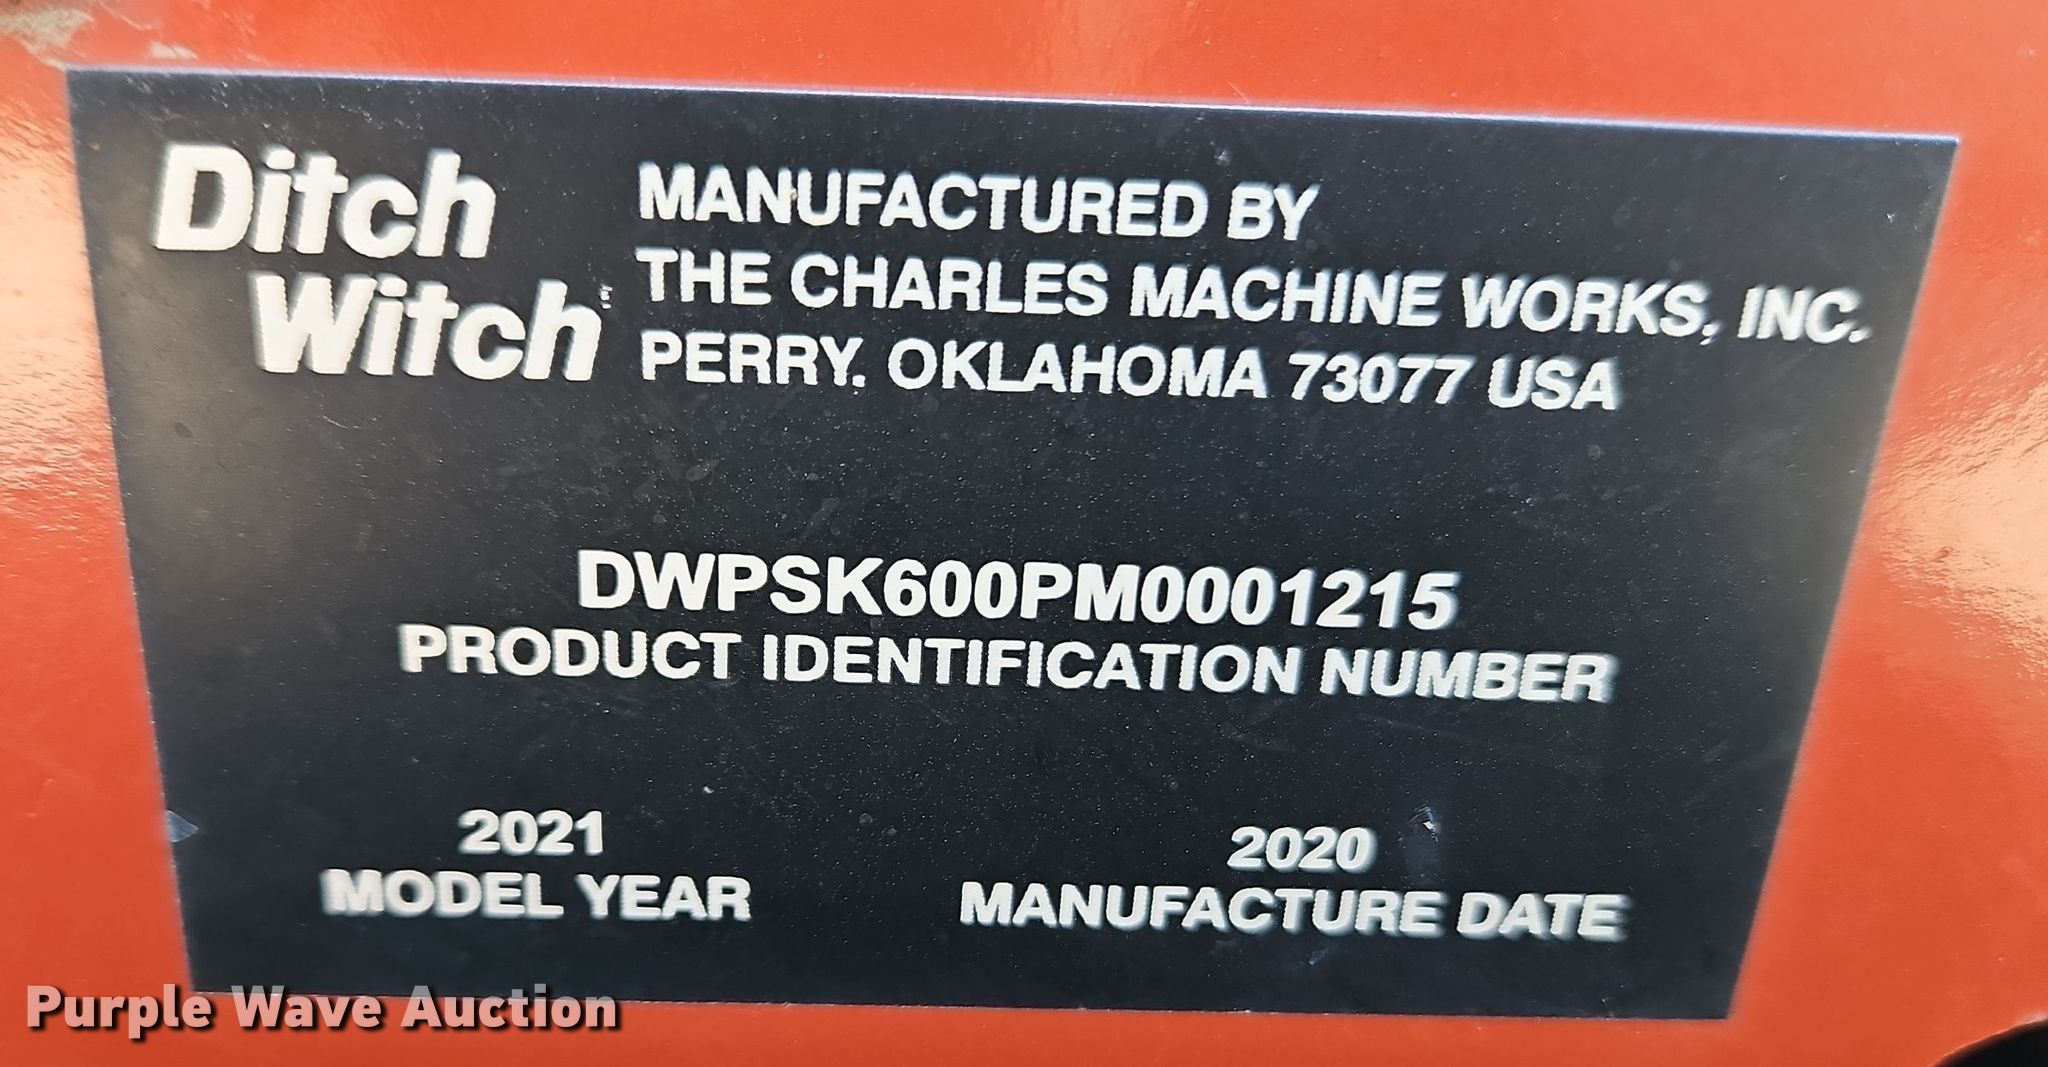 Ditch
Witch
MANUFACTURED BY
THE CHARLES MACHINE WORKS, INC.
PERRY. OKLAHOMA 73077 USA
DWPSK600PM0001215
PRODUCT IDENTIFICATION NUMBER
2021
MODEL YEAR
2020
MANUFACTURE DATE
Purple Wave Auction